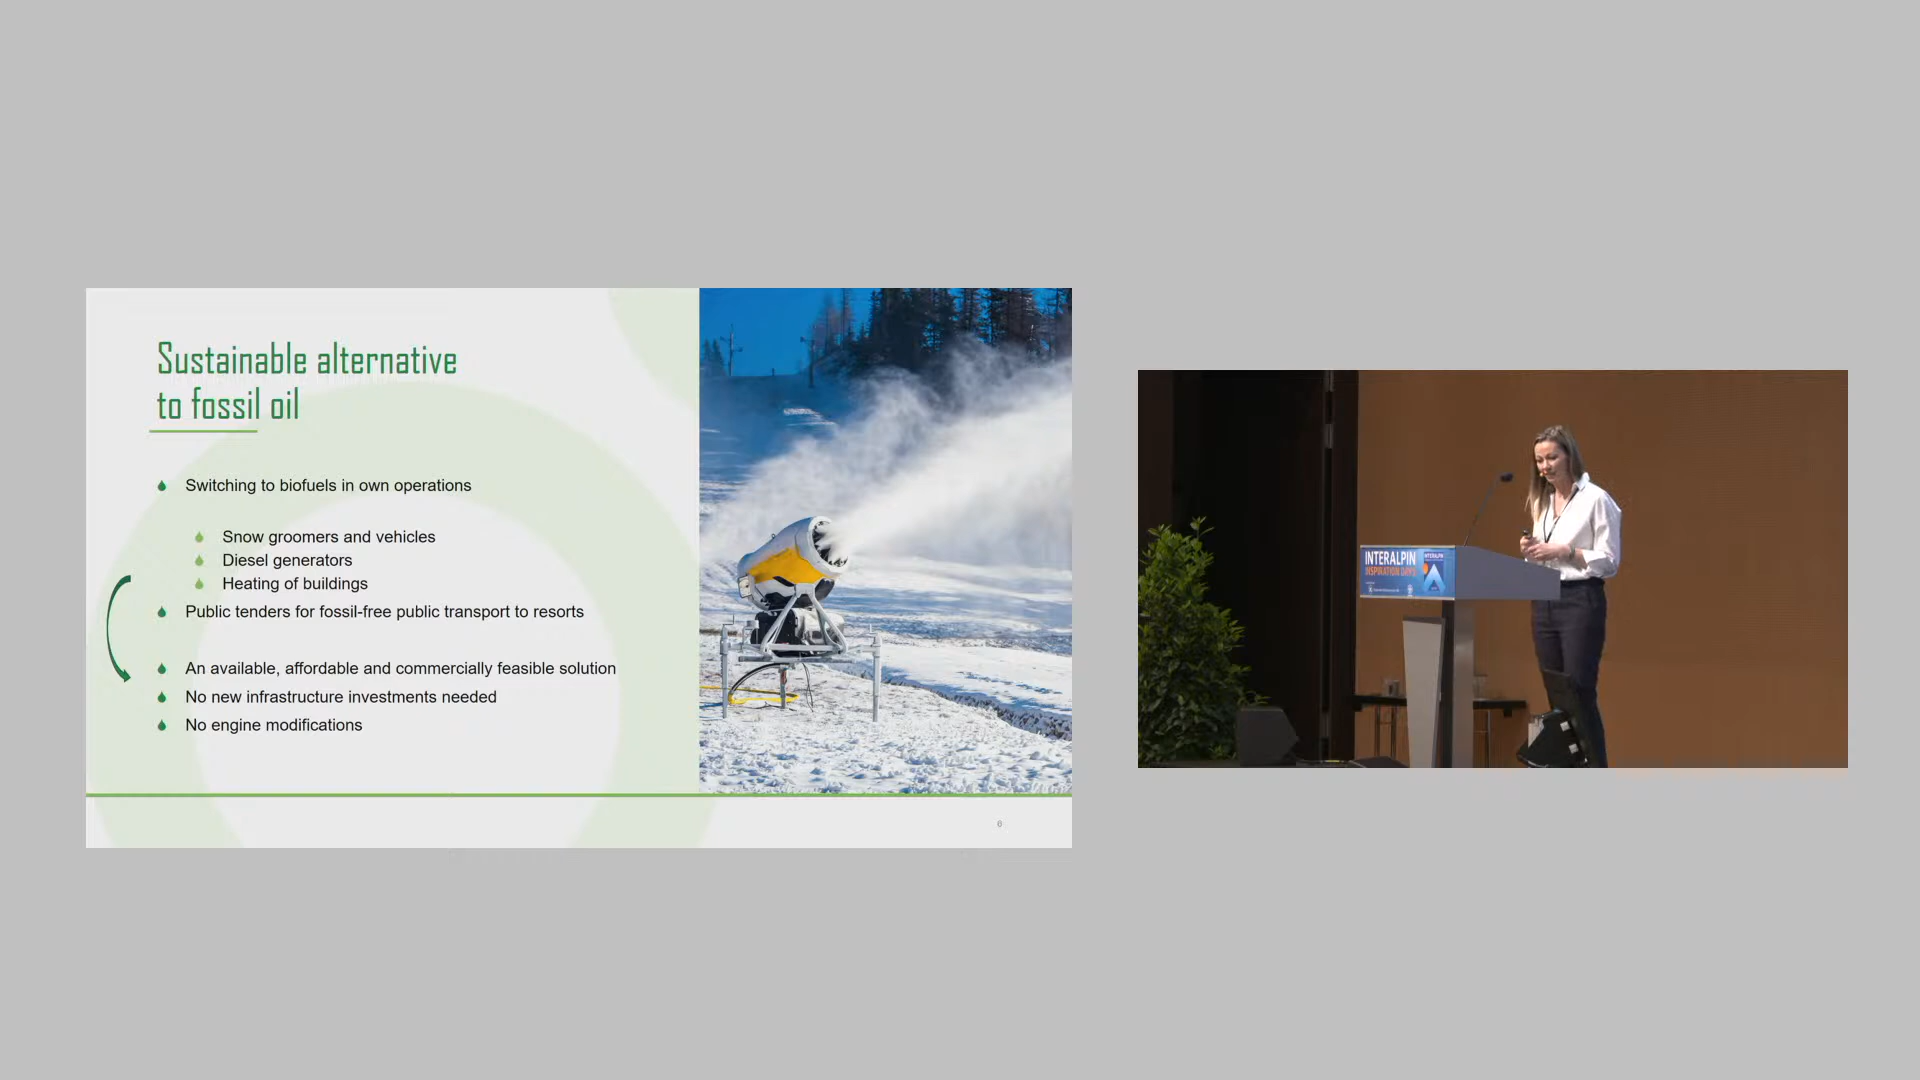 Sustainable alternative
to fossil oil
Switching to biofuels in own operations
Snow groomers and vehicles
Diesel generators
Heating of buildings
Public tenders for fossil-free public transport to resorts
An available, affordable and commercially feasible solution
No new infrastructure investments needed
No engine modifications
INTERALPIN
INSPIRATION DAYS
INTERALPIN